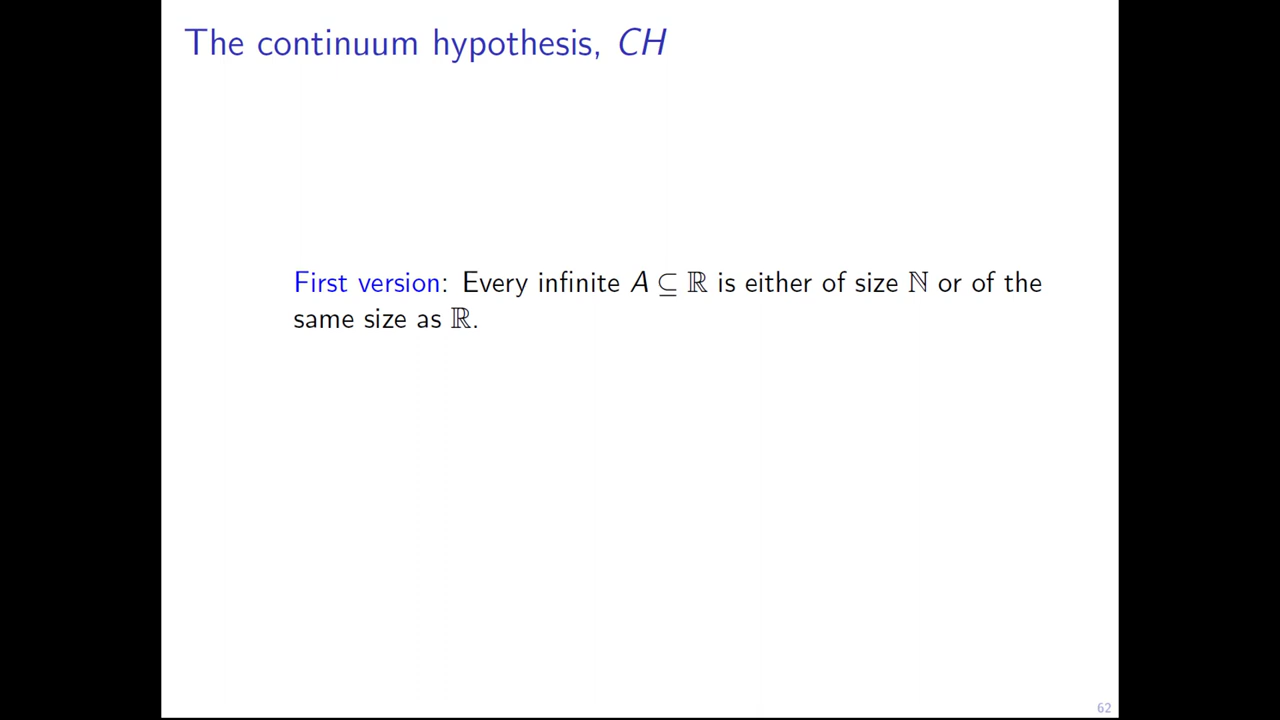 The continuum hypothesis, CH
First version: Every infinite A ⊆ ℝ is either of size ℕ or of the
same size as ℝ.
62